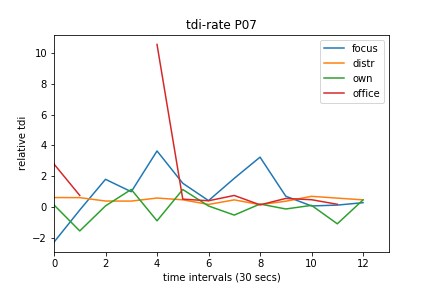 tdi-rate P07
relative tdi
10
8
6
4
2
0
−2
focus
distr
own
office
0 2 4 6 8 10 12
time intervals (30 secs)